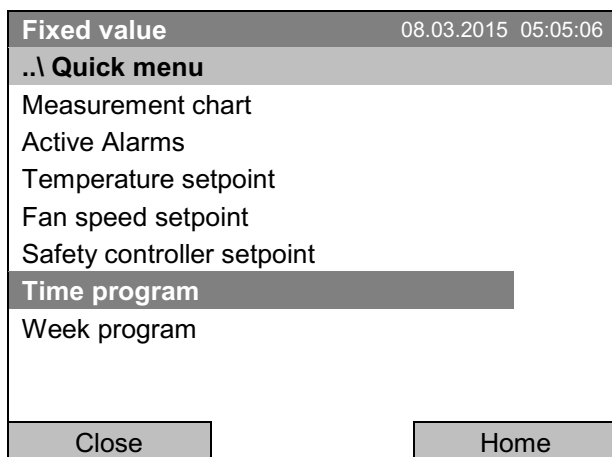 Fixed value 08.03.2015 05:05:06
..\ Quick menu
Measurement chart
Active Alarms
Temperature setpoint
Fan speed setpoint
Safety controller setpoint
Time program
Week program
Close Home